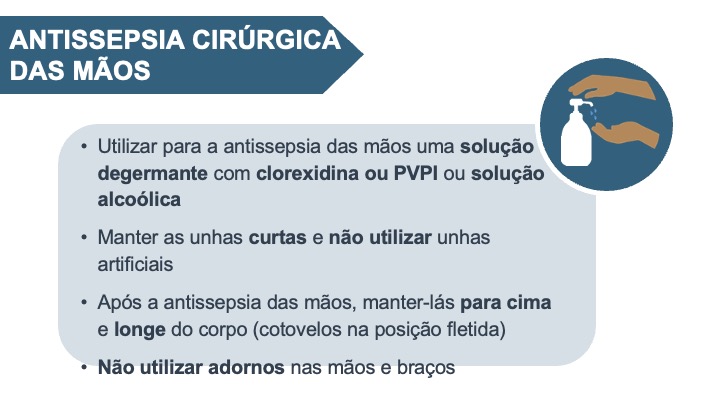 ANTISSEPSIA CIRÚRGICA
DAS MÃOS
• Utilizar para a antissepsia das mãos uma solução
degermante com clorexidina ou PVPI ou solução
alcoólica
• Manter as unhas curtas e não utilizar unhas
artificiais
• Após a antissepsia das mãos, manter-lás para cima
e longe do corpo (cotovelos na posição fletida)
• Não utilizar adornos nas mãos e braços